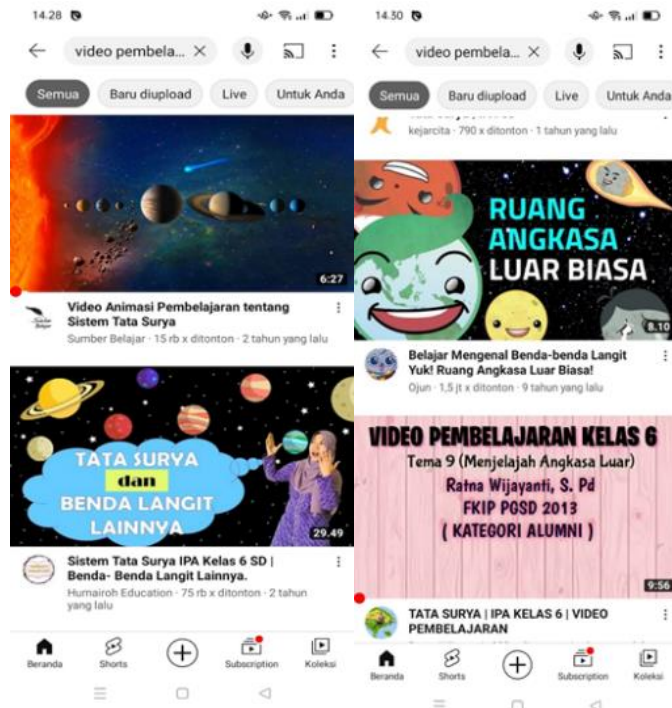 14.28
video pembela...
Semua
Baru diupload
Live
Untuk Anda
6:27
Video Animasi Pembelajaran tentang
Sistem Tata Surya
Sumber Belajar · 15 rb x ditonton · 2 tahun yang lalu
TATA SURYA
dan
BENDA LANGIT
LAINNYA
29.49
Sistem Tata Surya IPA Kelas 6 SD |
Benda- Benda Langit Lainnya.
Humairoh Education · 75 rb x ditonton · 2 tahun
yang lalu
Beranda
Shorts
Subscription
Koleksi
14.30
video pembela...
Semua
Baru diupload
Live
Untuk Anda
kejarcita · 790 x ditonton · 1 tahun yang lalu
RUANG
ANGKASA
LUAR BIASA
8.10
Belajar Mengenal Benda-benda Langit
Yuk! Ruang Angkasa Luar Biasa!
Ojun · 1,5 jt x ditonton · 9 tahun yang lalu
VIDEO PEMBELAJARAN KELAS 6
Tema 9 (Menjelajah Angkasa Luar)
Ratna Wijayanti, S. Pd
FKIP PGSD 2013
( KATEGORI ALUMNI )
9:56
TATA SURYA | IPA KELAS 6 | VIDEO
PEMBELAJARAN
Beranda
Shorts
Subscription
Koleksi